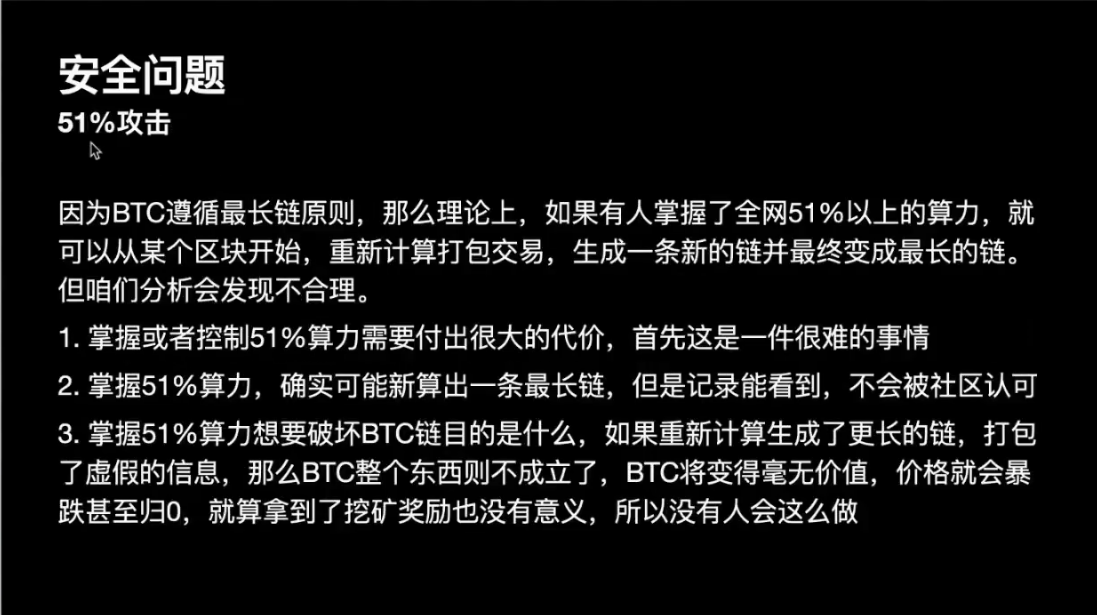 安全问题
51%攻击
因为BTC遵循最长链原则，那么理论上，如果有人掌握了全网51%以上的算力，就
可以从某个区块开始，重新计算打包交易，生成一条新的链并最终变成最长的链。
但咱们分析会发现不合理。
1. 掌握或者控制51%算力需要付出很大的代价，首先这是一件很难的事情
2. 掌握51%算力，确实可能新算出一条最长链，但是记录能看到，不会被社区认可
3. 掌握51%算力想要破坏BTC链目的是什么，如果重新计算生成了更长的链，打包
了虚假的信息，那么BTC整个东西则不成立了，BTC将变得毫无价值，价格就会暴
跌甚至归0，就算拿到了挖矿奖励也没有意义，所以没有人会这么做